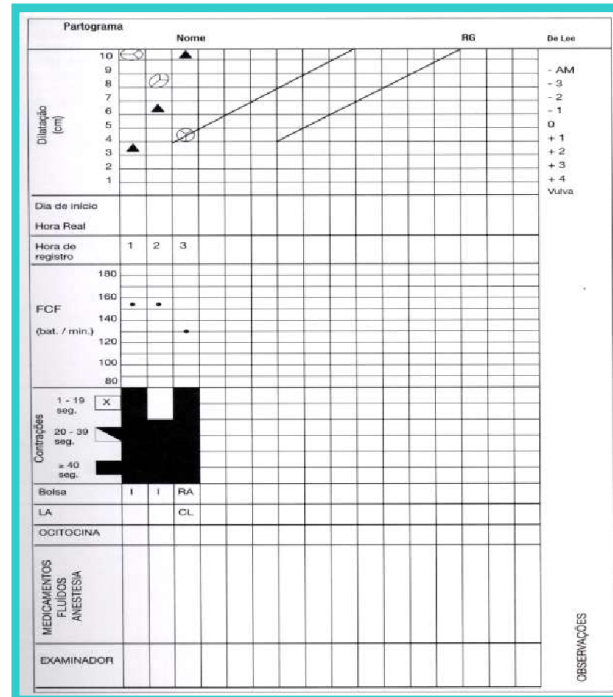 Partograma
Nome RG De Lee
10
9 - AM
8 - 3
7 - 2
6 - 1
5 0
4 + 1
3 + 2
2 + 3
1 + 4
Vulva
Dilatação
(cm)
Dia de início
Hora Real
Hora de
registro 1 2 3
180
160
FCF
140
(bat. / min.)
120
100
80
Contrações
1 - 19
seg. X
20 - 39
seg.
≥ 40
seg.
Bolsa I I RA
LA CL
OCITOCINA
MEDICAMENTOS
FLUÍDOS
ANESTESIA
EXAMINADOR
OBSERVAÇÕES